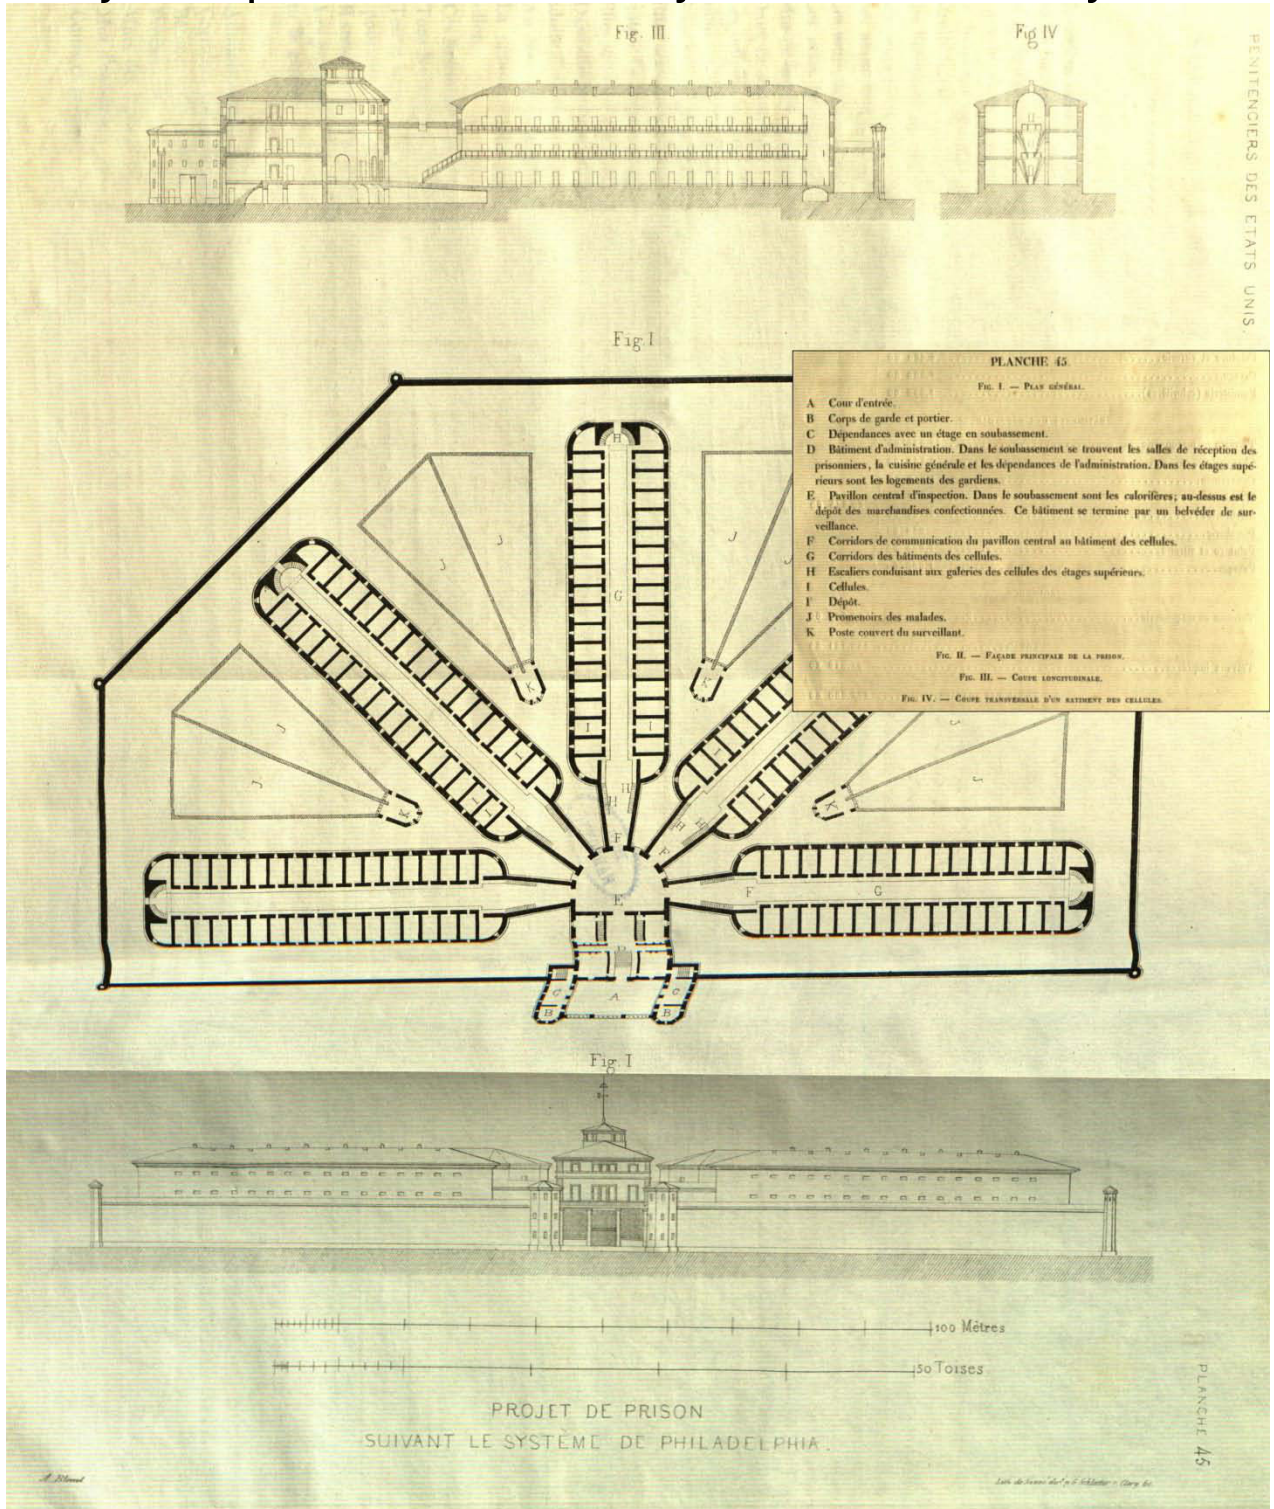 Fig. III
Fig IV
PENITENCIERS DES ETATS UNIS.
Fig. I
PLANCHE 45
FIG. I. — PLAN GÉNÉRAL.
A Cour d'entrée.
B Corps de garde et portier.
C Dépendances avec un étage en soubassement.
D Bâtiment d'administration. Dans le soubassement se trouvent les salles de réception des
prisonniers, la cuisine générale et les dépendances de l'administration. Dans les étages supé-
rieurs sont les logements des gardiens.
E Pavillon central d'inspection. Dans le soubassement sont les calorifères; au-dessus est le
dépôt des marchandises confectionnées. Ce bâtiment se termine par un belvéder de sur-
veillance.
F Corridors de communication du pavillon central au bâtiment des cellules.
G Corridors des bâtiments des cellules.
H Escaliers conduisant aux galeries des cellules des étages supérieurs.
I Cellules.
I' Dépôt.
J Promenoirs des malades.
K Poste couvert du surveillant.
FIG. II. — FAÇADE PRINCIPALE DE LA PRISON.
FIG. III. — COUPE LONGITUDINALE.
FIG. IV. — COUPE TRANSVERSALE D'UN BATIMENT DES CELLULES.
H
J
J
J
G
K
K
I
I
J
J
J
K
K
H
H
H
H
F
F
F
G
E
D
C
A
C
B
B
Fig. I
100 Mètres
50 Toises
PROJET DE PRISON
SUIVANT LE SYSTÈME DE PHILADELPHIA.
PLANCHE 45